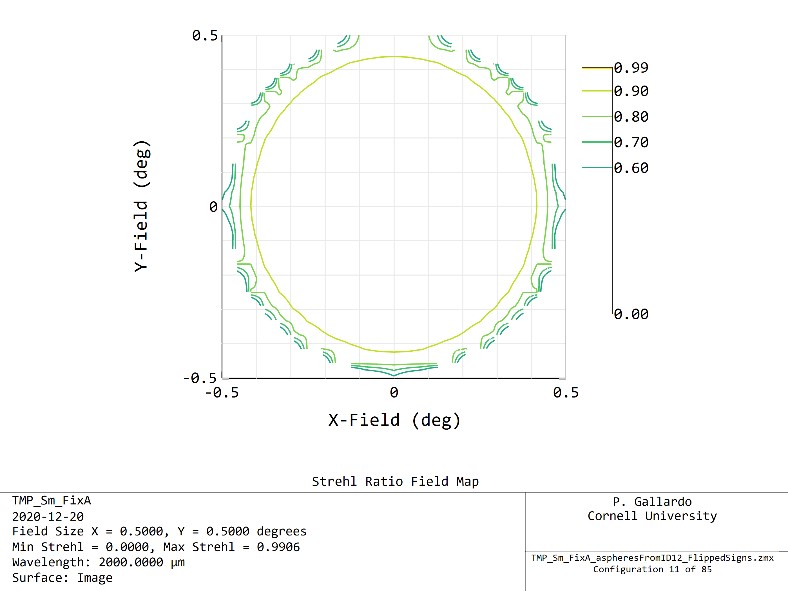 0.5
0
-0.5
Y-Field (deg)
-0.5
0
0.5
X-Field (deg)
0.99
0.90
0.80
0.70
0.60
0.00
Strehl Ratio Field Map
TMP_Sm_FixA
2020-12-20
Field Size X = 0.5000, Y = 0.5000 degrees
Min Strehl = 0.0000, Max Strehl = 0.9906
Wavelength: 2000.0000 µm
Surface: Image
P. Gallardo
Cornell University
TMP_Sm_FixA_aspheresFromID12_FlippedSigns.zmx
Configuration 11 of 85